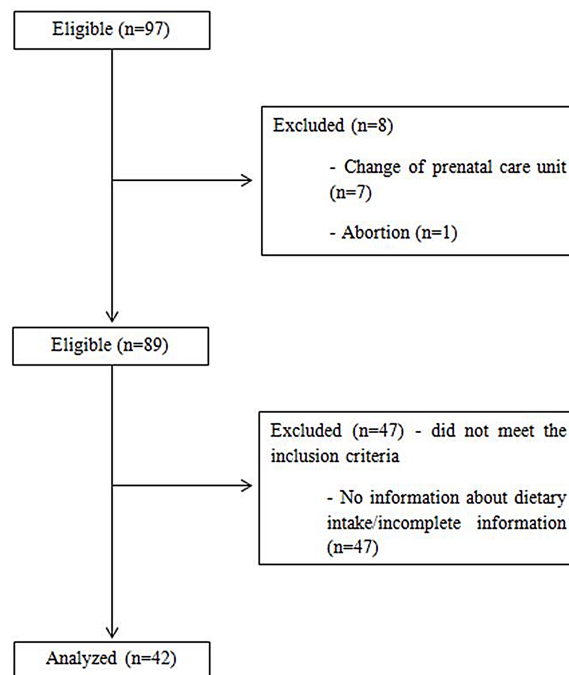 Eligible (n=97)
Excluded (n=8)
- Change of prenatal care unit
(n=7)
- Abortion (n=1)
Eligible (n=89)
Excluded (n=47) - did not meet the
inclusion criteria
- No information about dietary
intake/incomplete information
(n=47)
Analyzed (n=42)